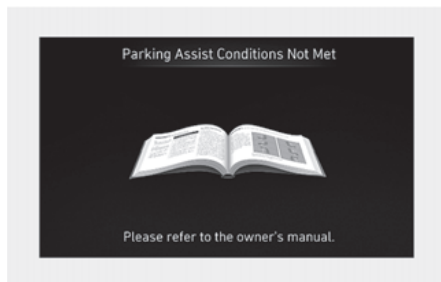 Parking Assist Conditions Not Met
Please refer to the owner's manual.